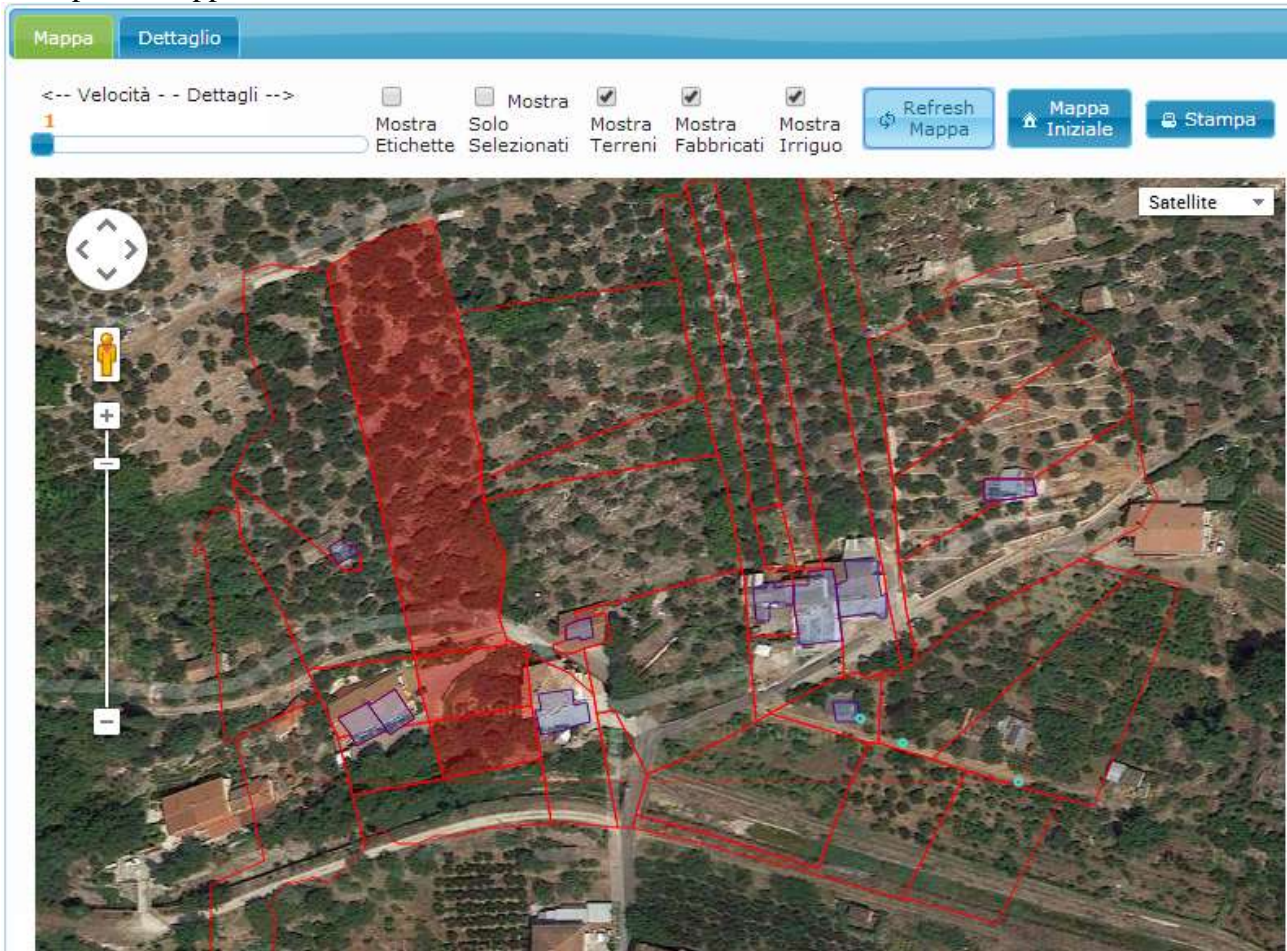 Mappa Dettaglio
<-- Velocità - - Dettagli -->
1
Mostra Etichette
Mostra Solo Selezionati
Mostra Terreni
Mostra Fabbricati
Mostra Irriguo
Refresh Mappa
Mappa Iniziale
Stampa
Satellite